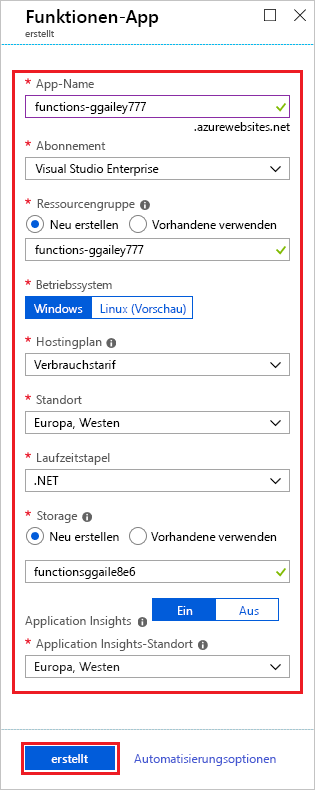 Funktionen-App
erstellt
* App-Name
functions-ggailey777
.azurewebsites.net
* Abonnement
Visual Studio Enterprise
* Ressourcengruppe
Neu erstellen Vorhandene verwenden
functions-ggailey777
* Betriebssystem
Windows Linux (Vorschau)
* Hostingplan
Verbrauchstarif
* Standort
Europa, Westen
* Laufzeitstapel
.NET
* Storage
Neu erstellen Vorhandene verwenden
functionsggaile8e6
Ein Aus
Application Insights
* Application Insights-Standort
Europa, Westen
erstellt Automatisierungsoptionen